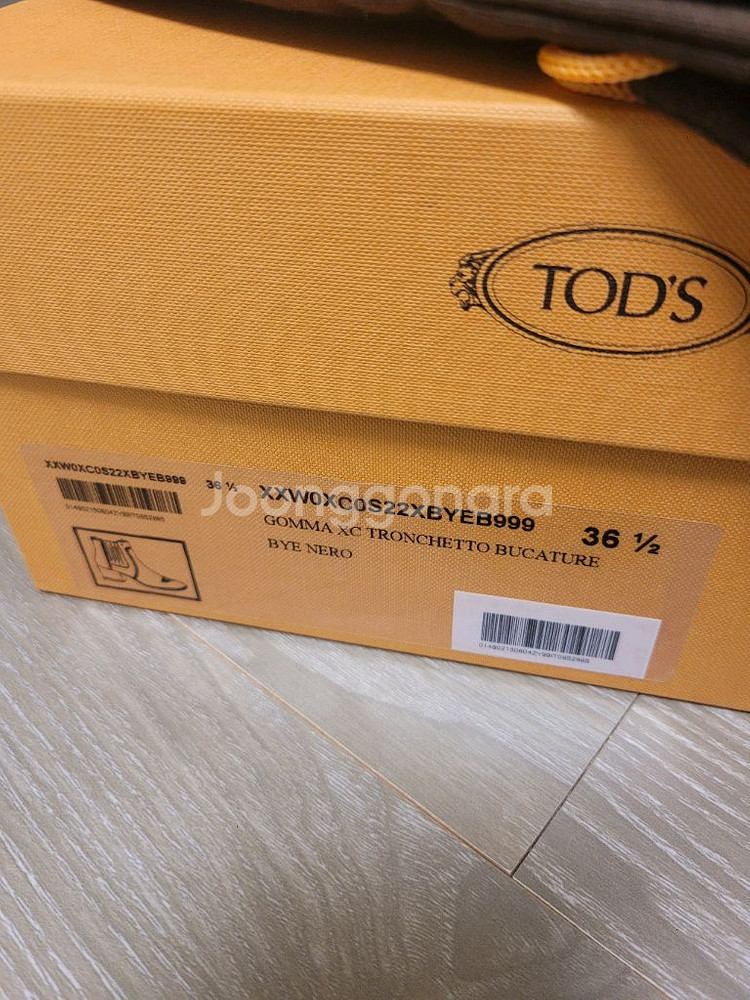 TOD'S
XXW0XC0S22XBYEB999 36 ½
XXW0XC0S22XBYEB999 36 ½
GOMMA XC TRONCHETTO BUCATURE
BYE NERO
Joonggonara